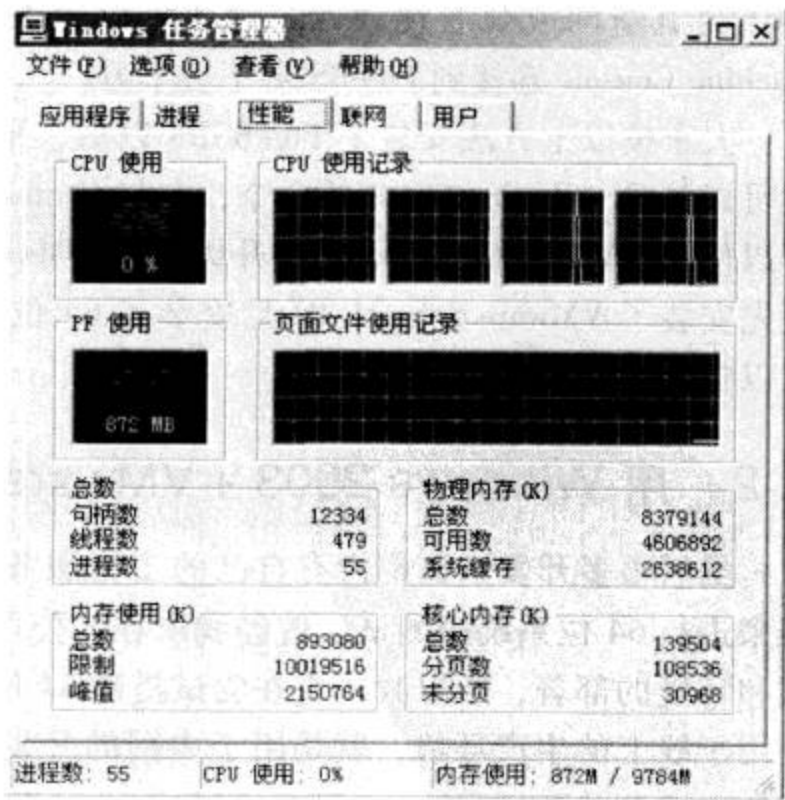 Windows 任务管理器
文件(F) 选项(O) 查看(V) 帮助(H)
应用程序 进程 性能 联网 用户
CPU 使用
CPU 使用记录
0 %
PF 使用
页面文件使用记录
872 MB
总数
句柄数 12334
线程数 479
进程数 55
物理内存(K)
总数 8379144
可用数 4606892
系统缓存 2638612
内存使用(K)
总数 893080
限制 10019516
峰值 2150764
核心内存(K)
总数 139504
分页数 108536
未分页 30968
进程数: 55 CPU 使用: 0% 内存使用: 872M / 9784M